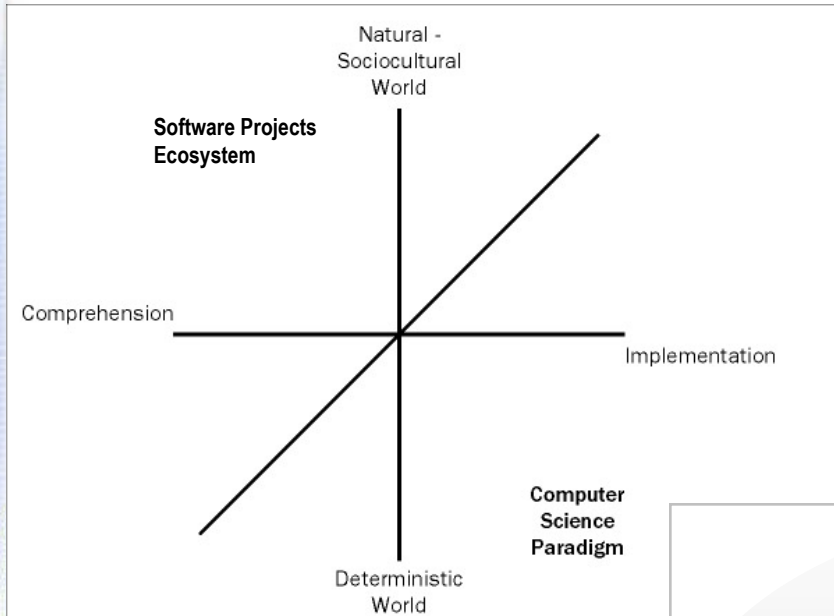 Natural -
Sociocultural
World
Software Projects
Ecosystem
Comprehension
Implementation
Computer
Science
Paradigm
Deterministic
World